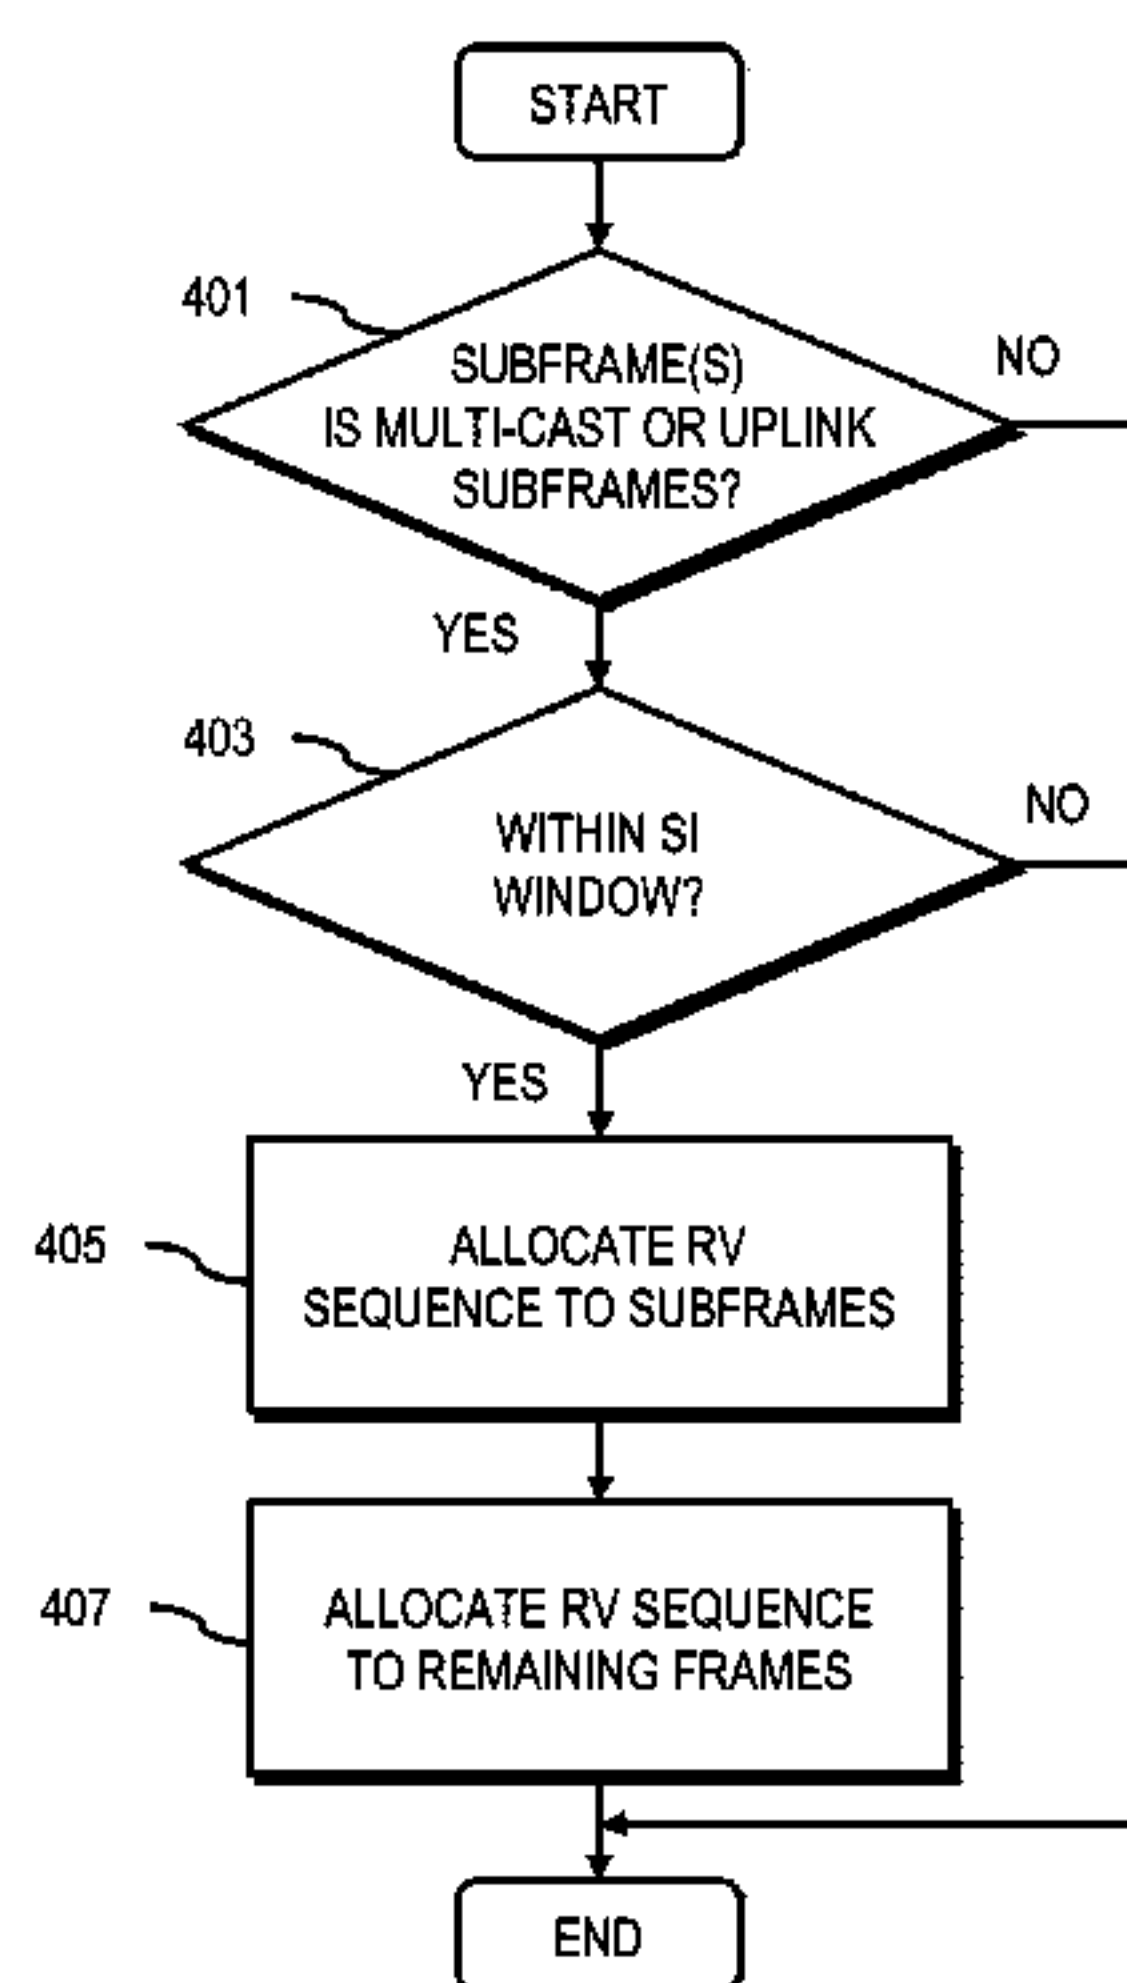 START
401
SUBFRAME(S)
IS MULTI-CAST OR UPLINK
SUBFRAMES?
NO
YES
403
WITHIN SI
WINDOW?
NO
YES
405
ALLOCATE RV
SEQUENCE TO SUBFRAMES
407
ALLOCATE RV SEQUENCE
TO REMAINING FRAMES
END